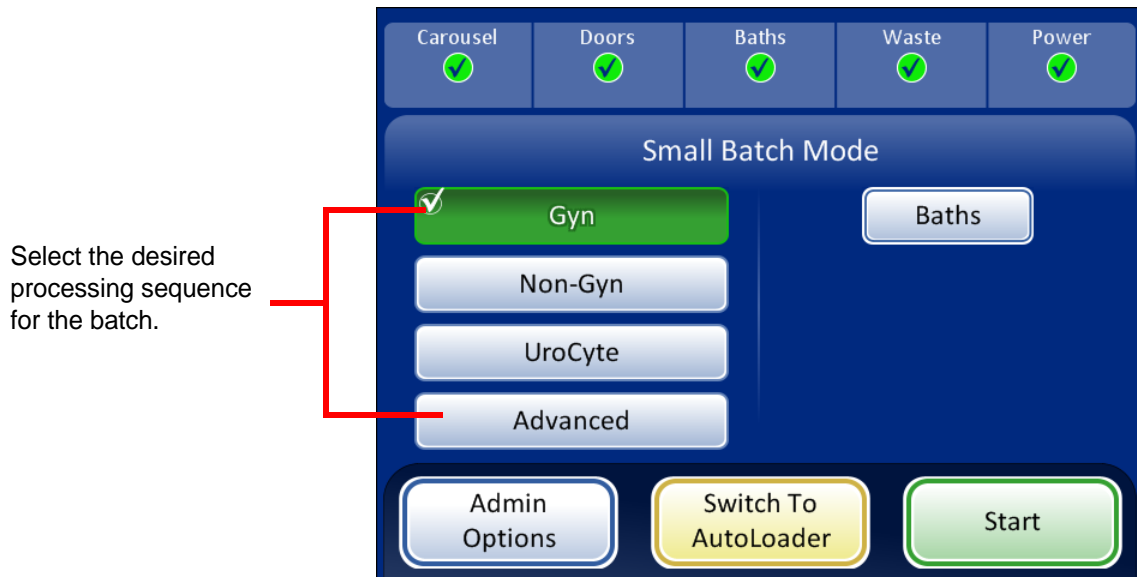 Carousel Doors Baths Waste Power
Small Batch Mode
Gyn
Baths
Non-Gyn
UroCyte
Advanced
Select the desired
processing sequence
for the batch.
Admin
Options
Switch To
AutoLoader
Start